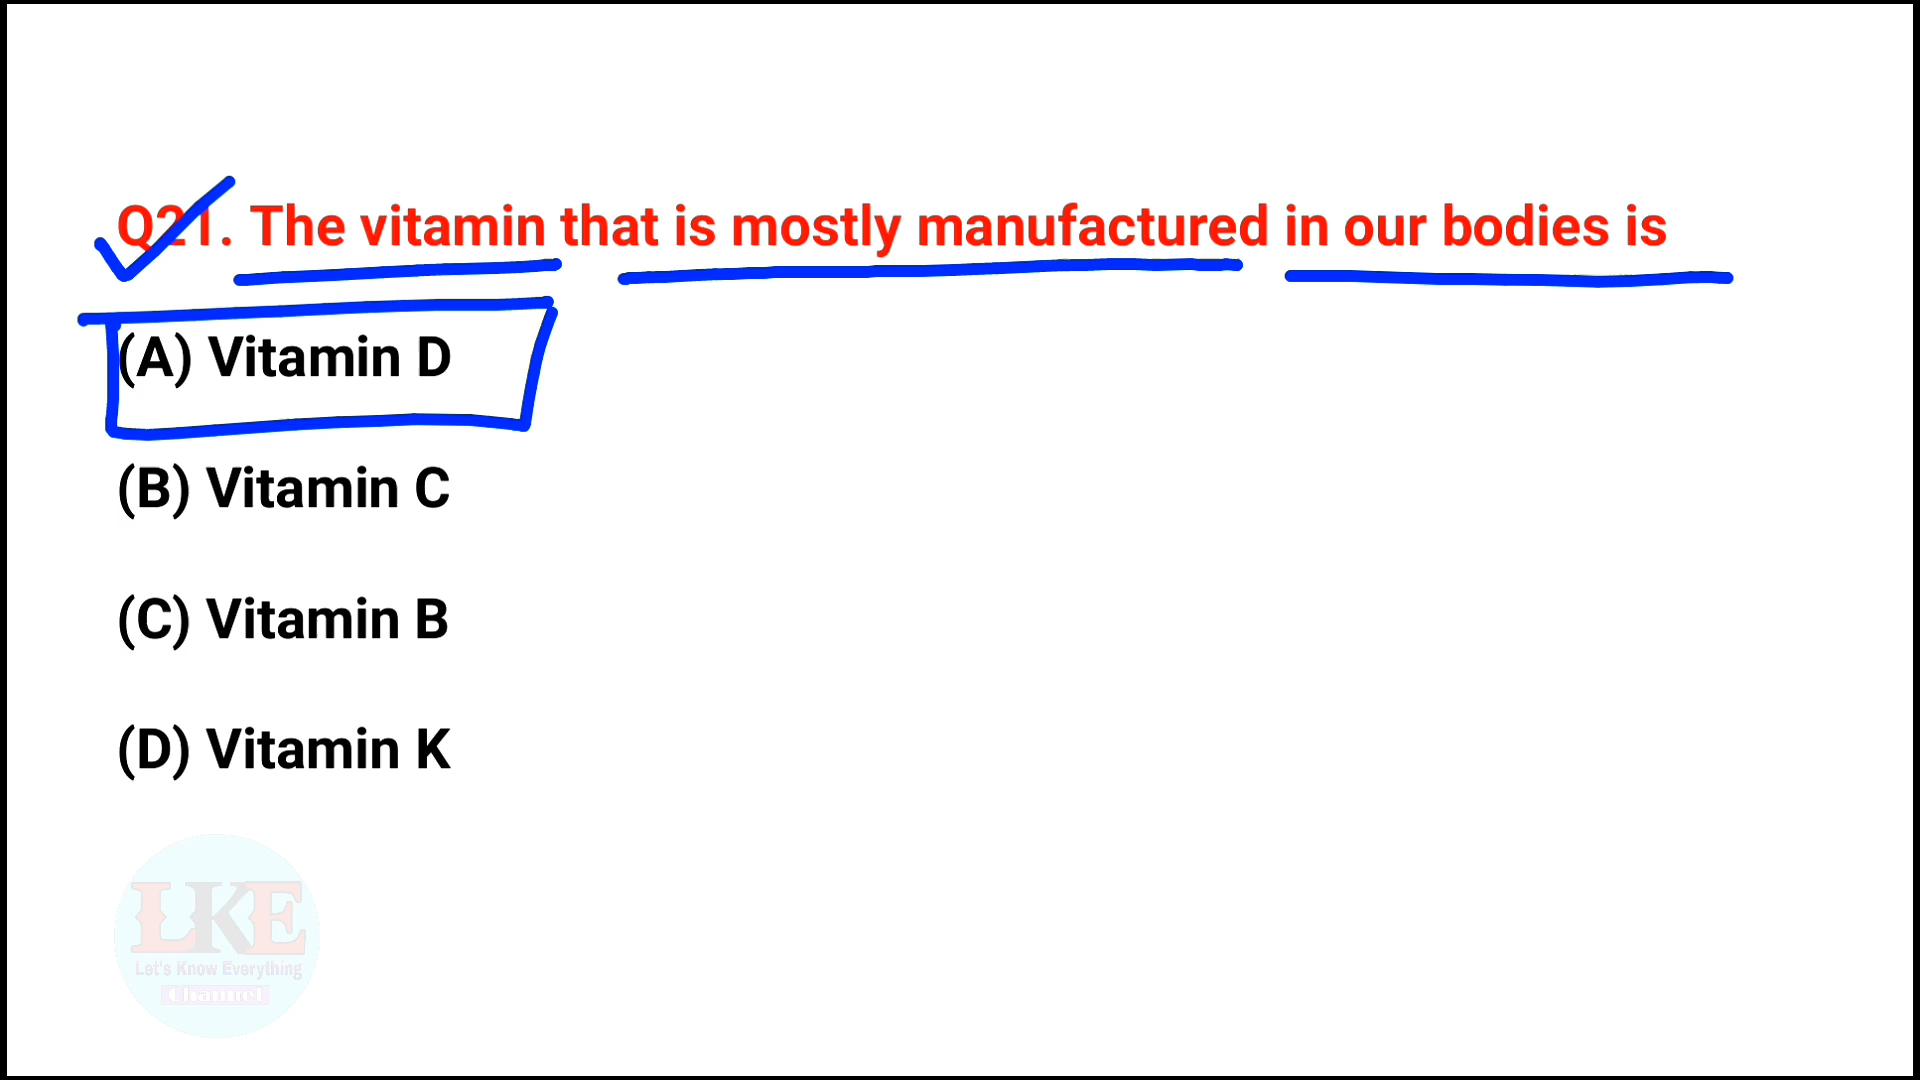 Q21. The vitamin that is mostly manufactured in our bodies is
(A) Vitamin D
(B) Vitamin C
(C) Vitamin B
(D) Vitamin K
LKE
Let's Know Everything
Channel